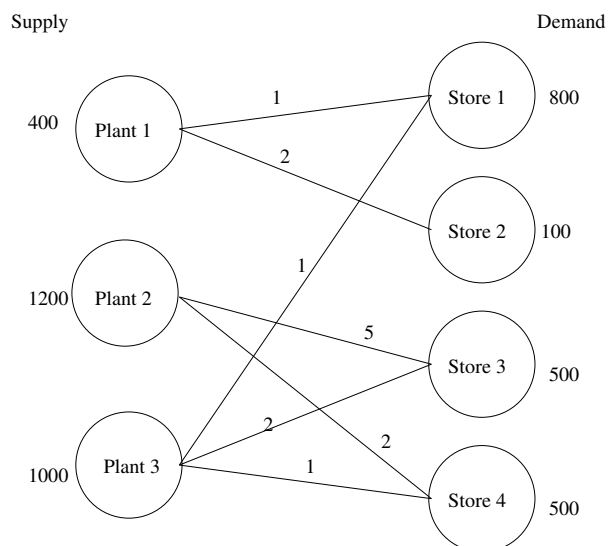 Supply
Demand
400
Plant 1
1
Store 1
800
2
Store 2
100
1
1200
Plant 2
5
Store 3
500
2
2
1000
Plant 3
1
Store 4
500